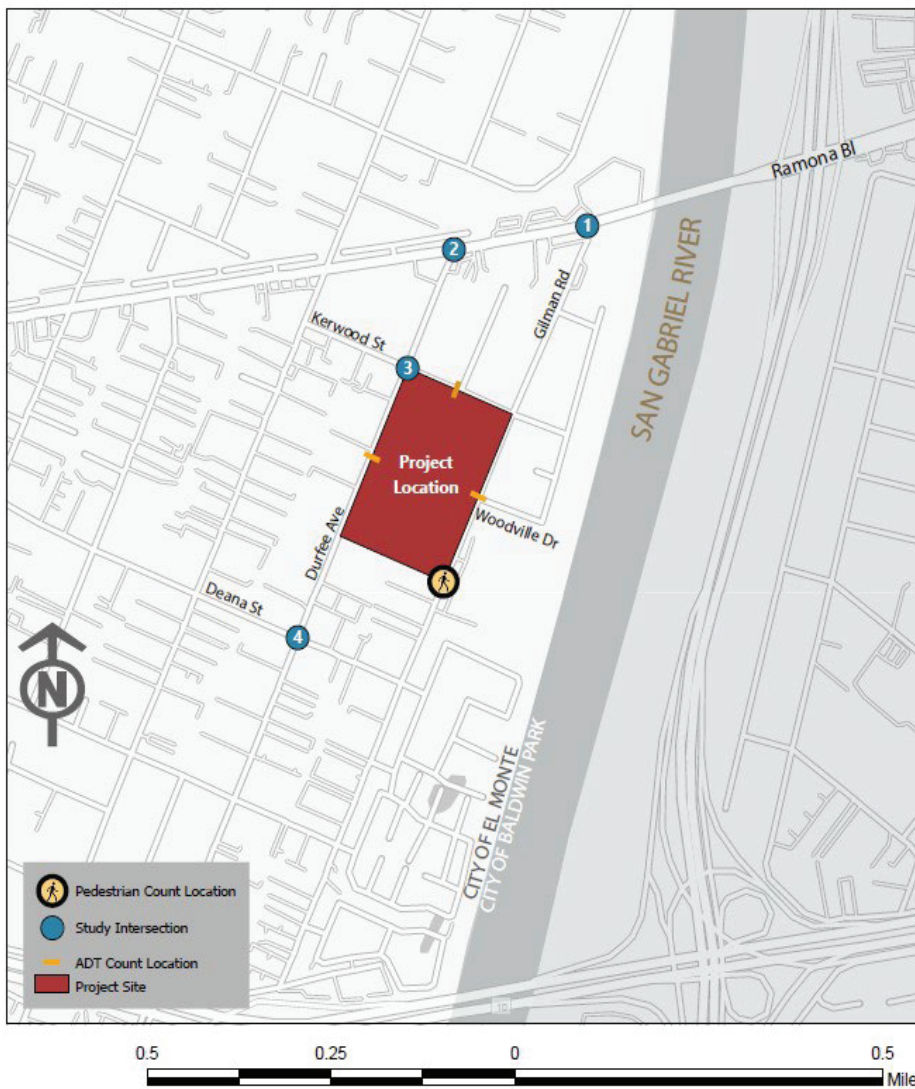 Ramona Bl
1
2
SAN GABRIEL RIVER
Gilman Rd
Kerwood St
3
Project
Location
Woodville Dr
Durfee Ave
Deana St
4
N
CITY OF EL MONTE
CITY OF BALDWIN PARK
Pedestrian Count Location
Study Intersection
ADT Count Location
Project Site
10
0.5 0.25 0 0.5
Mile